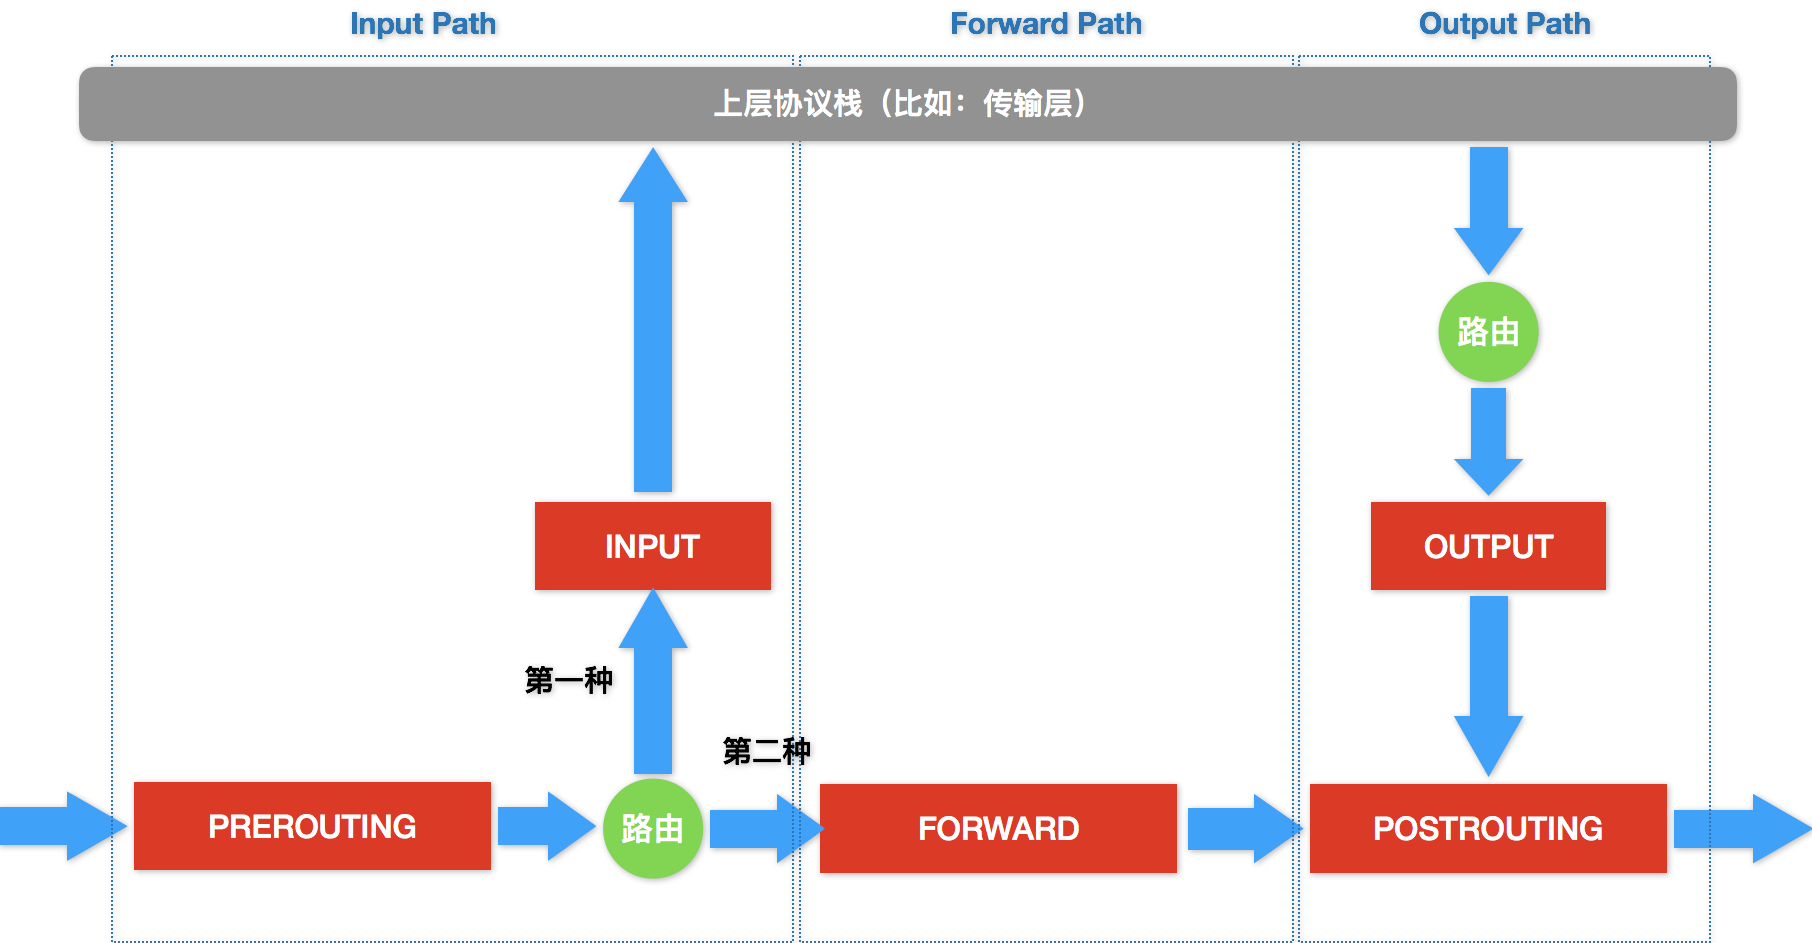 Input Path
Forward Path
Output Path
上层协议栈（比如：传输层）
路由
INPUT
OUTPUT
第一种
第二种
PREROUTING
路由
FORWARD
POSTROUTING